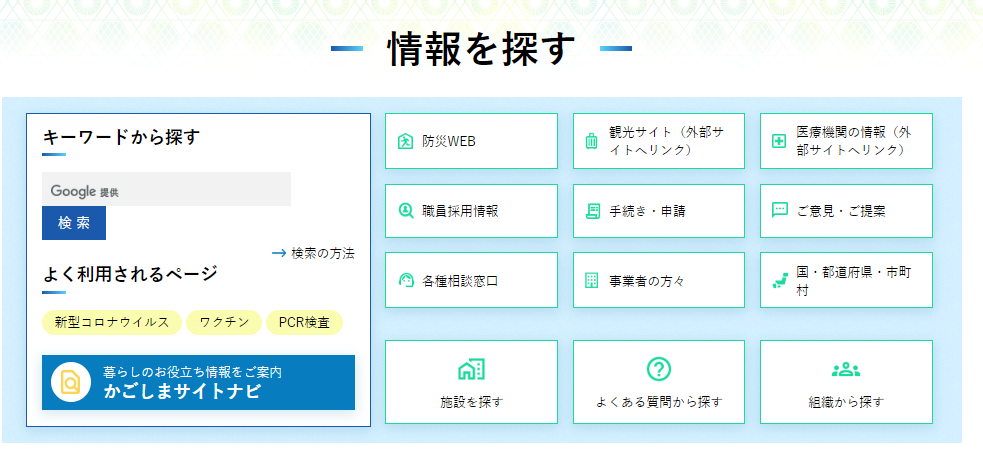 情報を探す
キーワードから探す
Google 提供
検 索
検索の方法
よく利用されるページ
新型コロナウイルス
ワクチン
PCR検査
暮らしのお役立ち情報をご案内
かごしまサイトナビ
防災WEB
観光サイト（外部サ
イトへリンク）
医療機関の情報（外
部サイトへリンク）
職員採用情報
手続き・申請
ご意見・ご提案
各種相談窓口
事業者の方々
国・都道府県・市町
村
施設を探す
よくある質問から探す
組織から探す